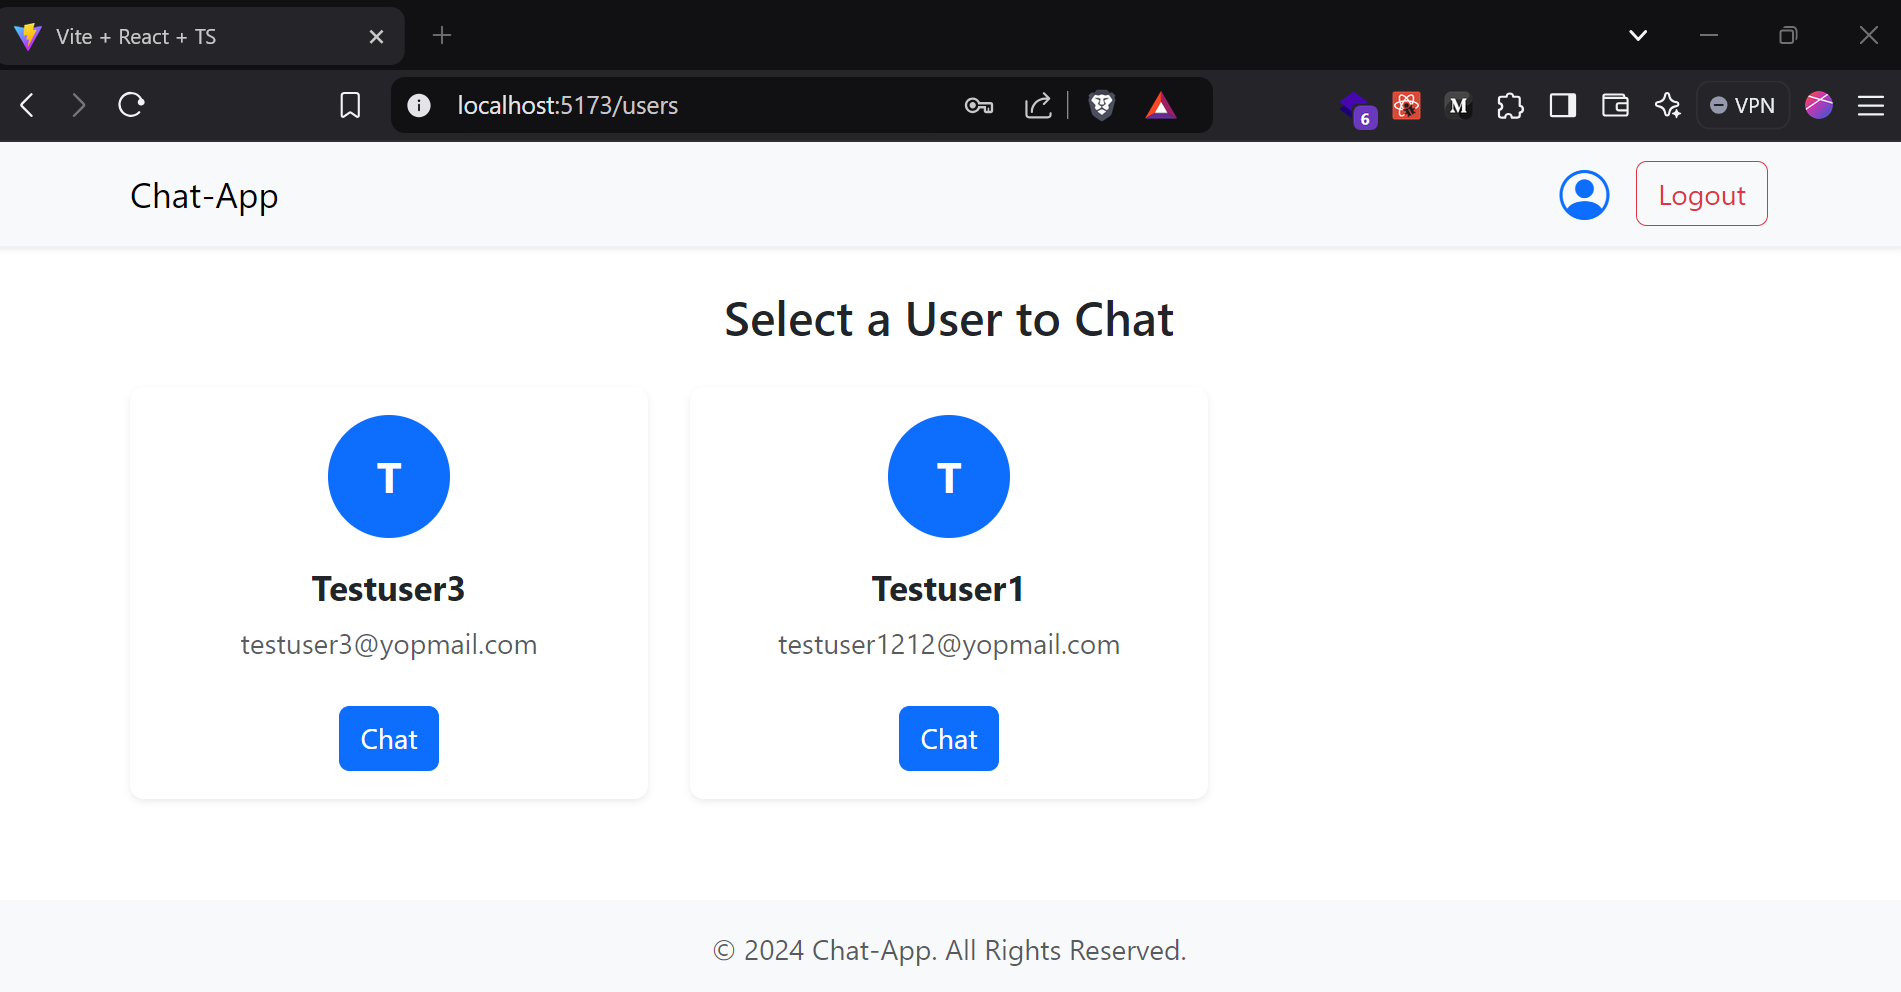 Vite + React + TS
localhost:5173/users
6
M
VPN
Chat-App
Logout
Select a User to Chat
T
T
Testuser3
Testuser1
testuser3@yopmail.com
testuser1212@yopmail.com
Chat
Chat
© 2024 Chat-App. All Rights Reserved.